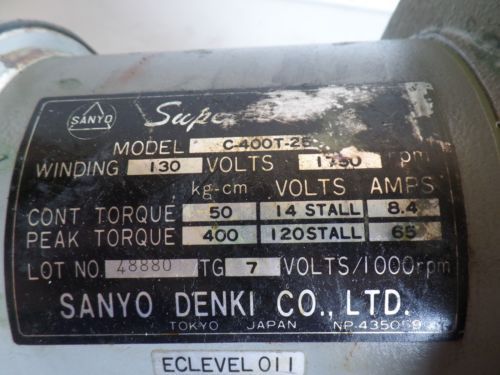 SANYO
MODEL C-400T-25
WINDING 130 VOLTS 1750 rpm
kg-cm VOLTS AMPS
CONT TORQUE 50 14 STALL 8.4
PEAK TORQUE 400 120 STALL 65
LOT NO. 48880 TG 7 VOLTS/1000rpm
SANYO DENKI CO., LTD.
TOKYO JAPAN NP-435059
ECLEVEL 011